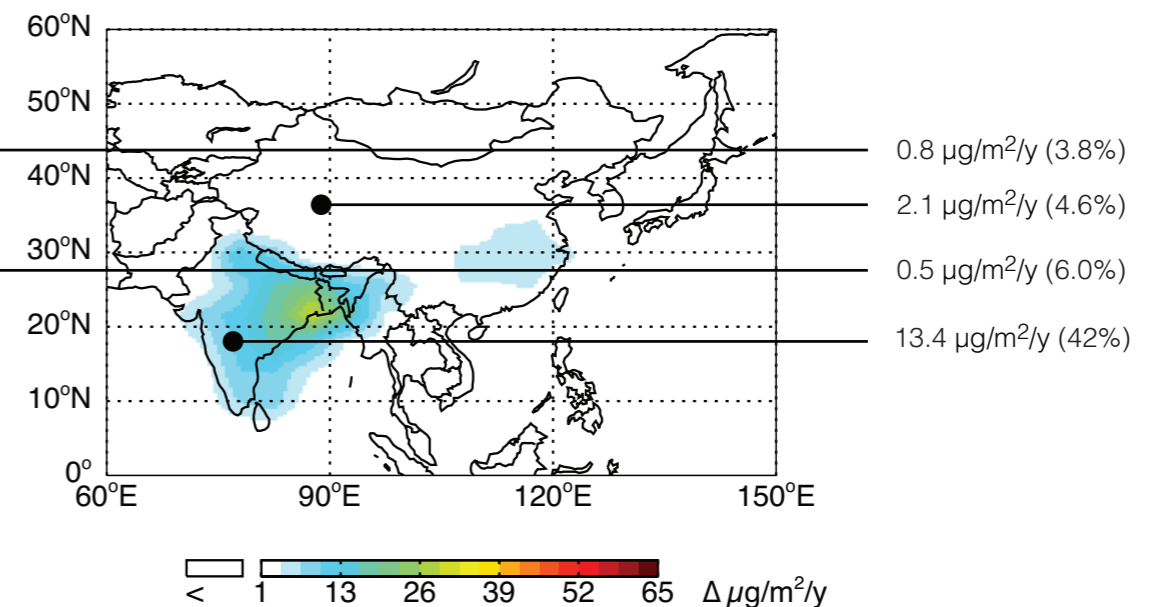 60°N
50°N
0.8 µg/m²/y (3.8%)
40°N
2.1 µg/m²/y (4.6%)
30°N
0.5 µg/m²/y (6.0%)
20°N
13.4 µg/m²/y (42%)
10°N
0°
60°E 90°E 120°E 150°E
< 1 13 26 39 52 65 Δ µg/m²/y